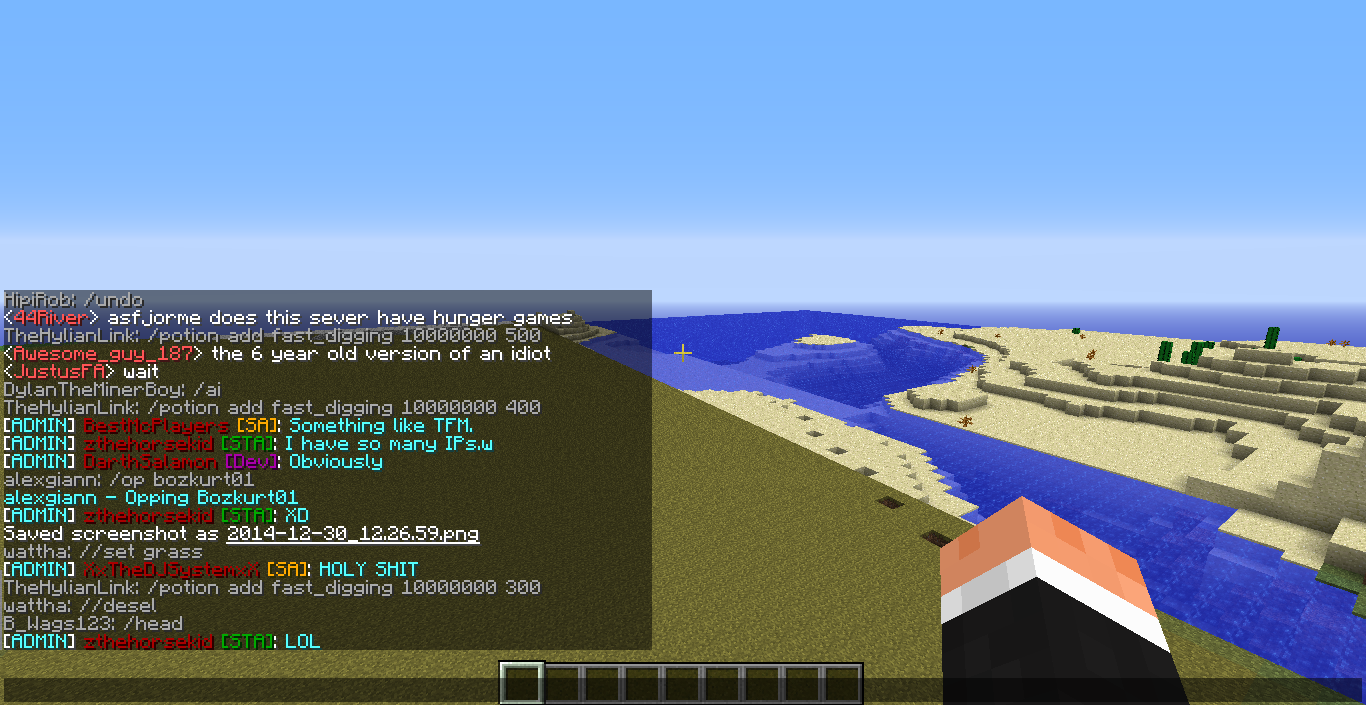 HipiRob: /undo
<44River> asfjorme does this sever have hunger games
TheHylianLink: /potion add fast_digging 10000000 500
<Awesome_guy_187> the 6 year old version of an idiot
<JustusFA> wait
DylanTheMinerBoy: /ai
TheHylianLink: /potion add fast_digging 10000000 400
[ADMIN] BestMcPlayers [SA]: Something like TFM.
[ADMIN] zthehorsekid [STA]: I have so many IPs.w
[ADMIN] DarthSalamon [Dev]: Obviously
alexgiann: /op bozkurt01
alexgiann - Opping Bozkurt01
[ADMIN] zthehorsekid [STA]: XD
Saved screenshot as 2014-12-30_12.26.59.png
wattha: //set grass
[ADMIN] XxTheDJSystemxX [SA]: HOLY SHIT
TheHylianLink: /potion add fast_digging 10000000 300
wattha: //desel
B_Wags123: /head
[ADMIN] zthehorsekid [STA]: LOL